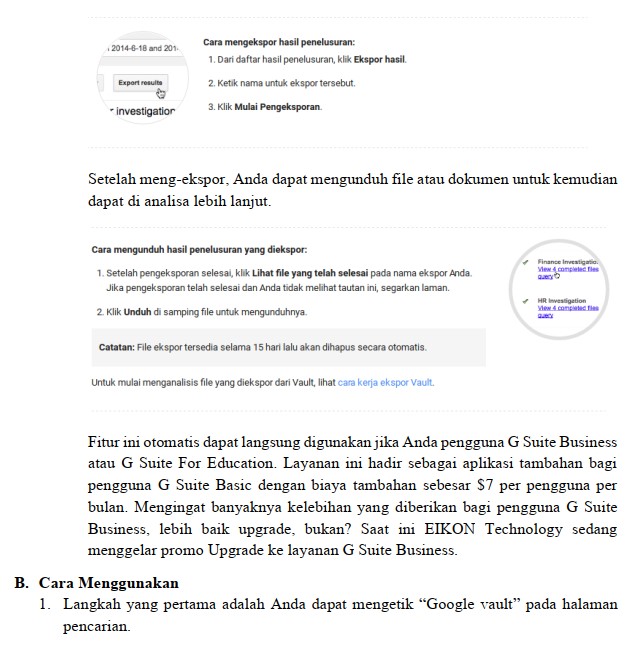 2014-6-18 and 201
Cara mengekspor hasil penelusuran:
1. Dari daftar hasil penelusuran, klik Ekspor hasil.
Export results
2. Ketik nama untuk ekspor tersebut.
investigation
3. Klik Mulai Pengeksporan.
Setelah meng-ekspor, Anda dapat mengunduh file atau dokumen untuk kemudian
dapat di analisa lebih lanjut.
Cara mengunduh hasil penelusuran yang diekspor:
1. Setelah pengeksporan selesai, klik Lihat file yang telah selesai pada nama ekspor Anda.
Jika pengeksporan telah selesai dan Anda tidak melihat tautan ini, segarkan laman.
2. Klik Unduh di samping file untuk mengunduhnya.
Catatan: File ekspor tersedia selama 15 hari lalu akan dihapus secara otomatis.
Untuk mulai menganalisis file yang diekspor dari Vault, lihat cara kerja ekspor Vault.
Finance Investigatio
View 4 completed files
query
HR Investigation
View 4 completed files
query
Fitur ini otomatis dapat langsung digunakan jika Anda pengguna G Suite Business
atau G Suite For Education. Layanan ini hadir sebagai aplikasi tambahan bagi
pengguna G Suite Basic dengan biaya tambahan sebesar $7 per pengguna per
bulan. Mengingat banyaknya kelebihan yang diberikan bagi pengguna G Suite
Business, lebih baik upgrade, bukan? Saat ini EIKON Technology sedang
menggelar promo Upgrade ke layanan G Suite Business.
B. Cara Menggunakan
1. Langkah yang pertama adalah Anda dapat mengetik “Google vault” pada halaman
pencarian.